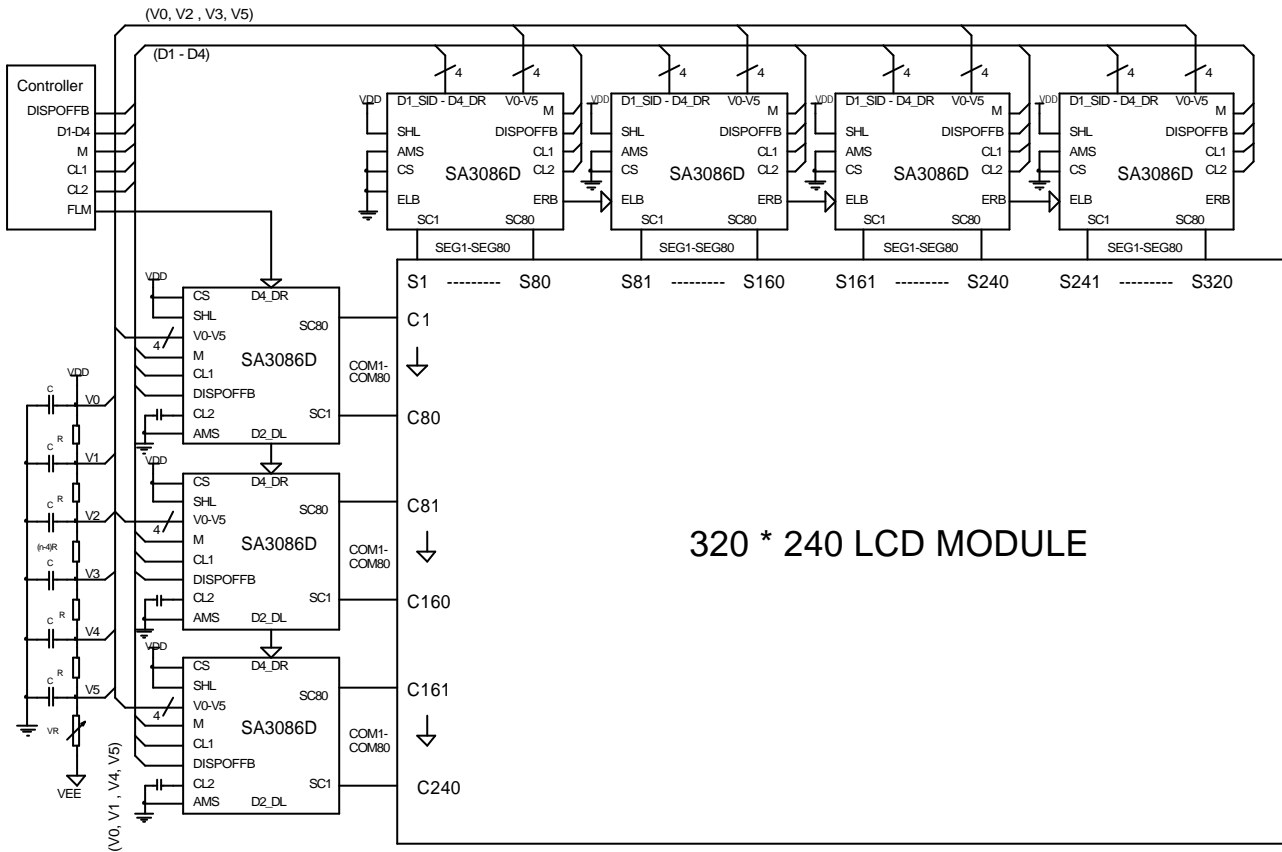 (V0, V2 , V3, V5)
(D1 - D4)
Controller
DISPOFFB
D1-D4
M
CL1
CL2
FLM
4
4
VDD
D1_SID - D4_DR V0-V5
M
SHL
DISPOFFB
AMS
CL1
CS
CL2
SA3086D
ELB
ERB
SC1
SC80
SEG1-SEG80
4
4
VDD
D1_SID - D4_DR V0-V5
M
SHL
DISPOFFB
AMS
CL1
CS
CL2
SA3086D
ELB
ERB
SC1
SC80
SEG1-SEG80
4
4
VDD
D1_SID - D4_DR V0-V5
M
SHL
DISPOFFB
AMS
CL1
CS
CL2
SA3086D
ELB
ERB
SC1
SC80
SEG1-SEG80
4
4
VDD
D1_SID - D4_DR V0-V5
M
SHL
DISPOFFB
AMS
CL1
CS
CL2
SA3086D
ELB
ERB
SC1
SC80
SEG1-SEG80
S1 --------- S80 S81 --------- S160 S161 --------- S240 S241 --------- S320
VDD
CS
D4_DR
SHL
SC80
V0-V5
4
M
SA3086D
CL1
DISPOFFB
CL2
SC1
AMS
D2_DL
COM1-
COM80
C1
C80
VDD
CS
D4_DR
SHL
SC80
V0-V5
4
M
SA3086D
CL1
DISPOFFB
CL2
SC1
AMS
D2_DL
COM1-
COM80
C81
C160
VDD
CS
D4_DR
SHL
SC80
V0-V5
4
M
SA3086D
CL1
DISPOFFB
CL2
SC1
AMS
D2_DL
COM1-
COM80
C161
C240
VDD
C
V0
R
C
V1
R
C
V2
(n-4)R
C
V3
R
C
V4
R
C
V5
VR
VEE
(V0, V1 , V4, V5)
320 * 240 LCD MODULE